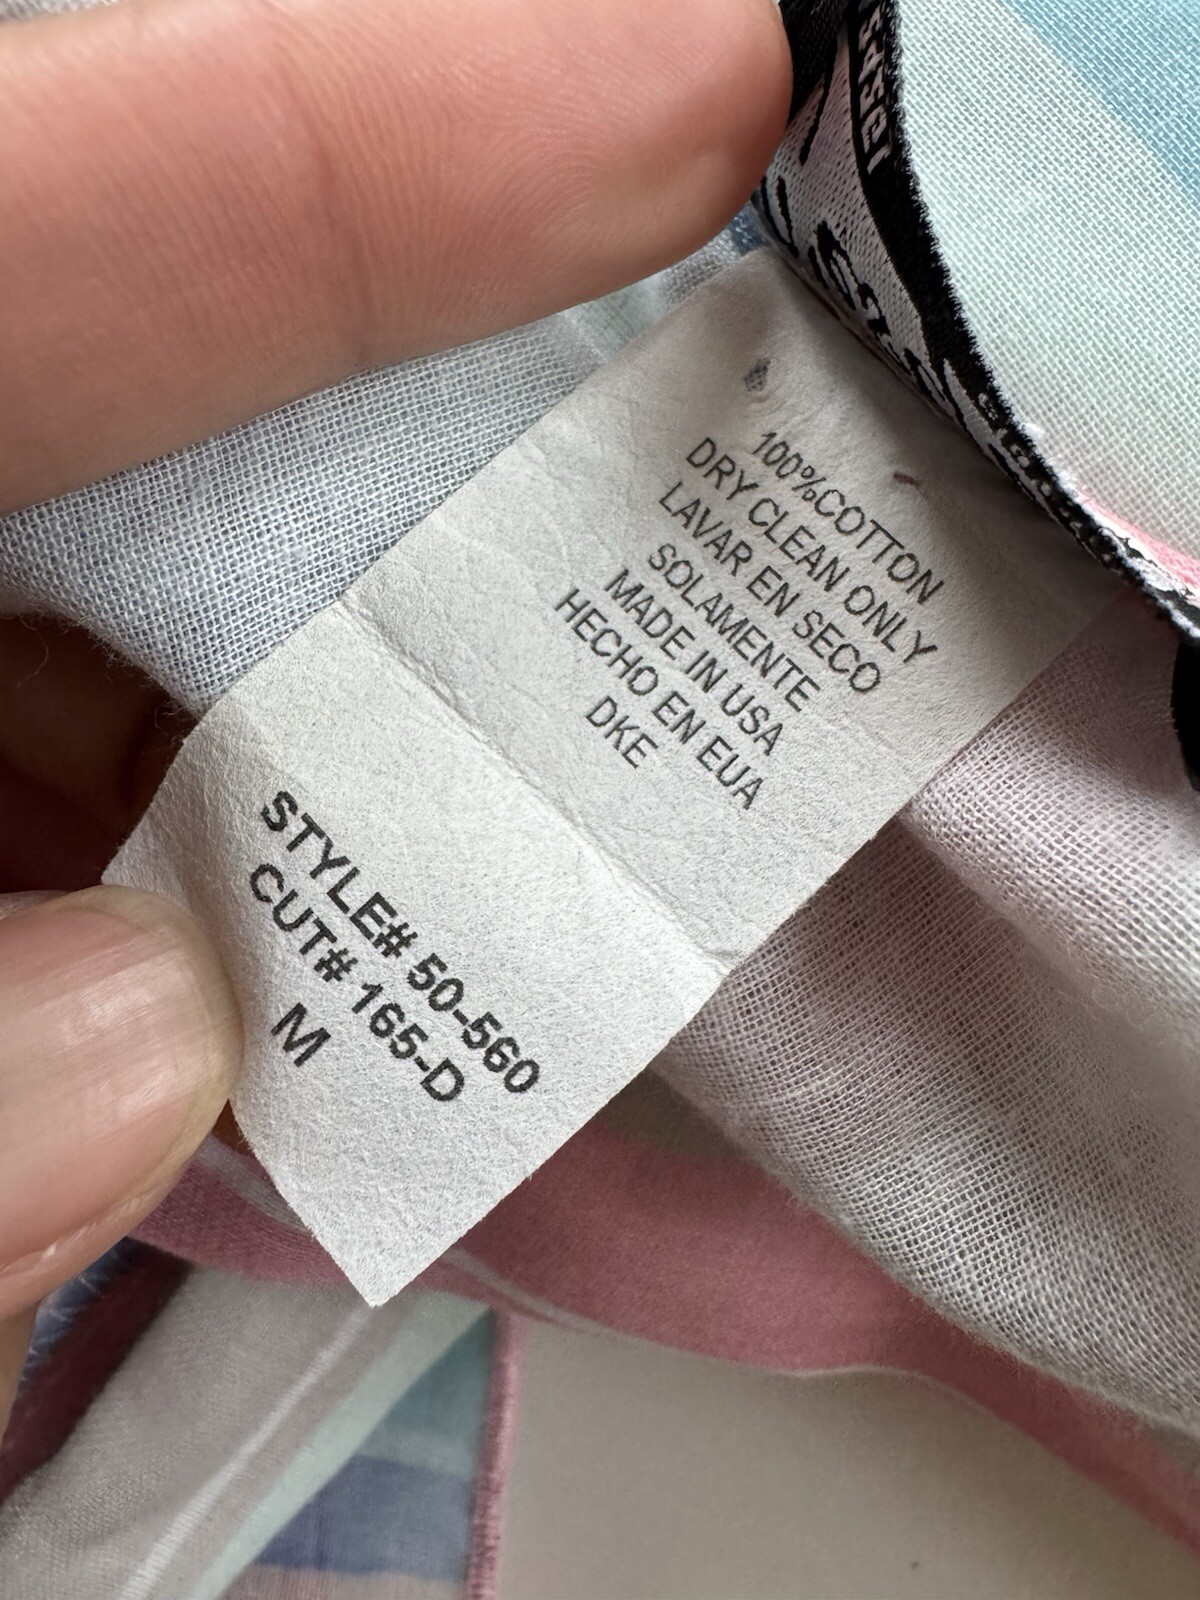 100%COTTON
DRY CLEAN ONLY
LAVAR EN SECO
SOLAMENTE
MADE IN USA
HECHO EN EUA
DKE
STYLE# 50-560
CUT# 165-D
M